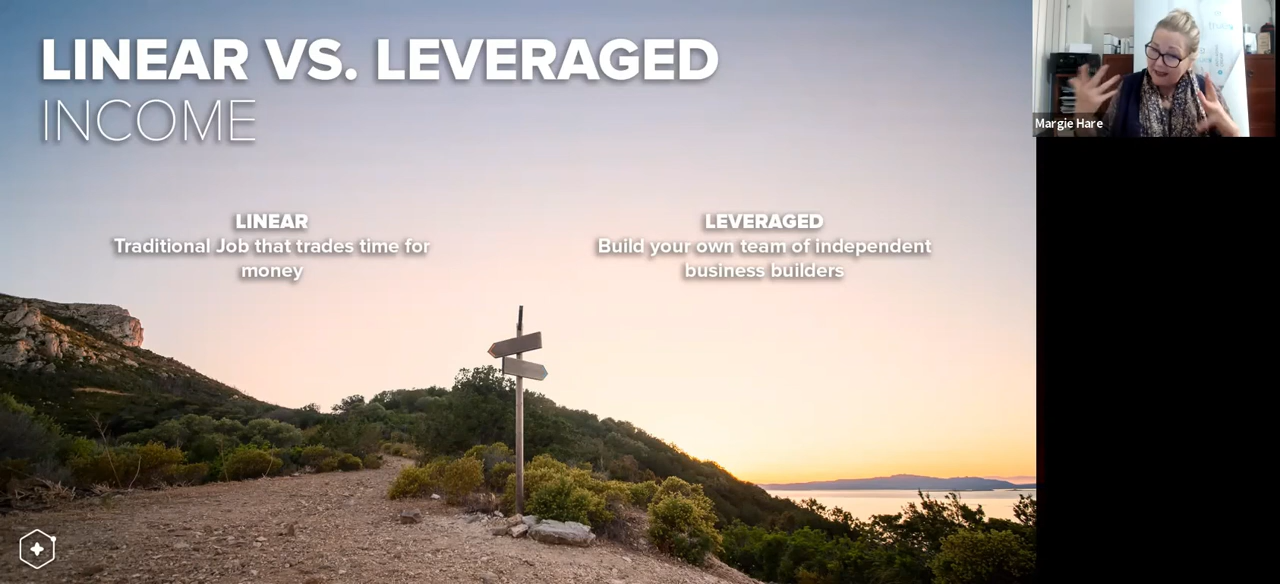 LINEAR VS. LEVERAGED
INCOME
LINEAR
Traditional Job that trades time for
money
LEVERAGED
Build your own team of independent
business builders
Margie Hare